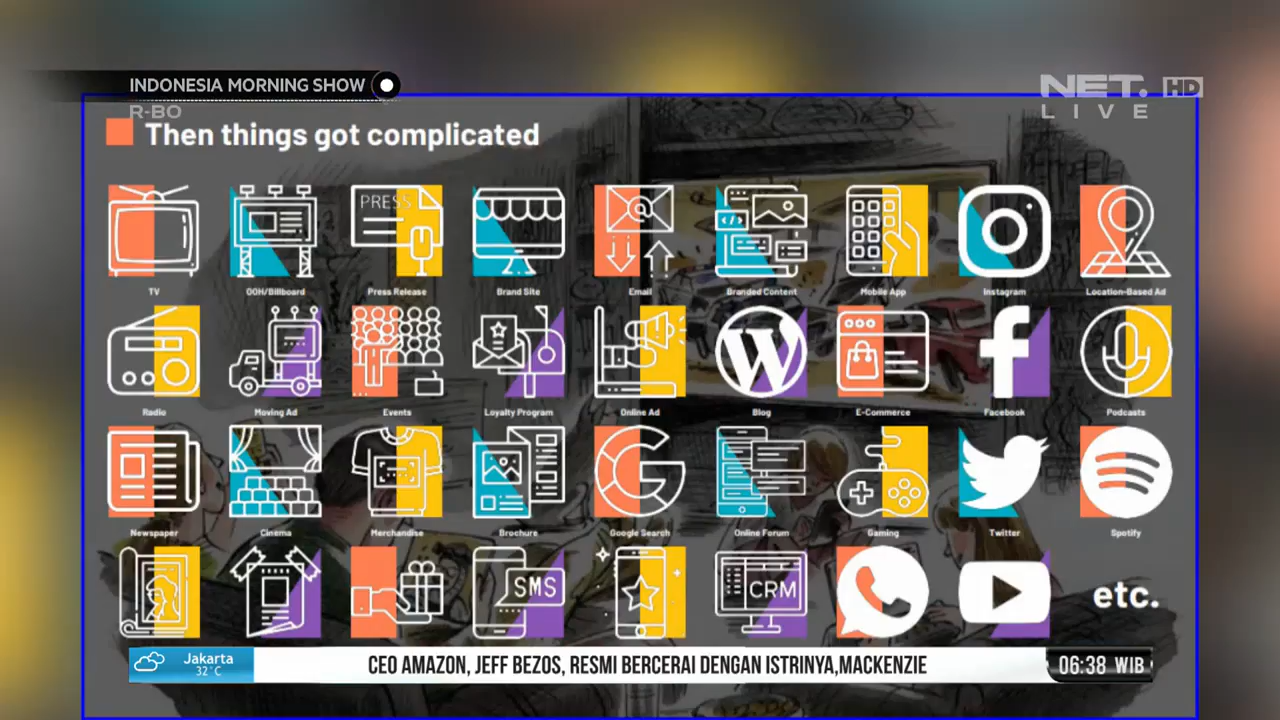 INDONESIA MORNING SHOW
NET. HD
LIVE
R-BO
Then things got complicated
PRESS
TV
OOH/Billboard
Press Release
Brand Site
Email
Branded Content
Mobile App
Instagram
Location-Based Ad
Radio
Moving Ad
Events
Loyalty Program
Online Ad
Blog
E-Commerce
Facebook
Podcasts
Newspaper
Cinema
Merchandise
Brochure
Google Search
Online Forum
Gaming
Twitter
Spotify
SMS
CRM
etc.
Jakarta
32°C
CEO AMAZON, JEFF BEZOS, RESMI BERCERAI DENGAN ISTRINYA,MACKENZIE
06:38 WIB